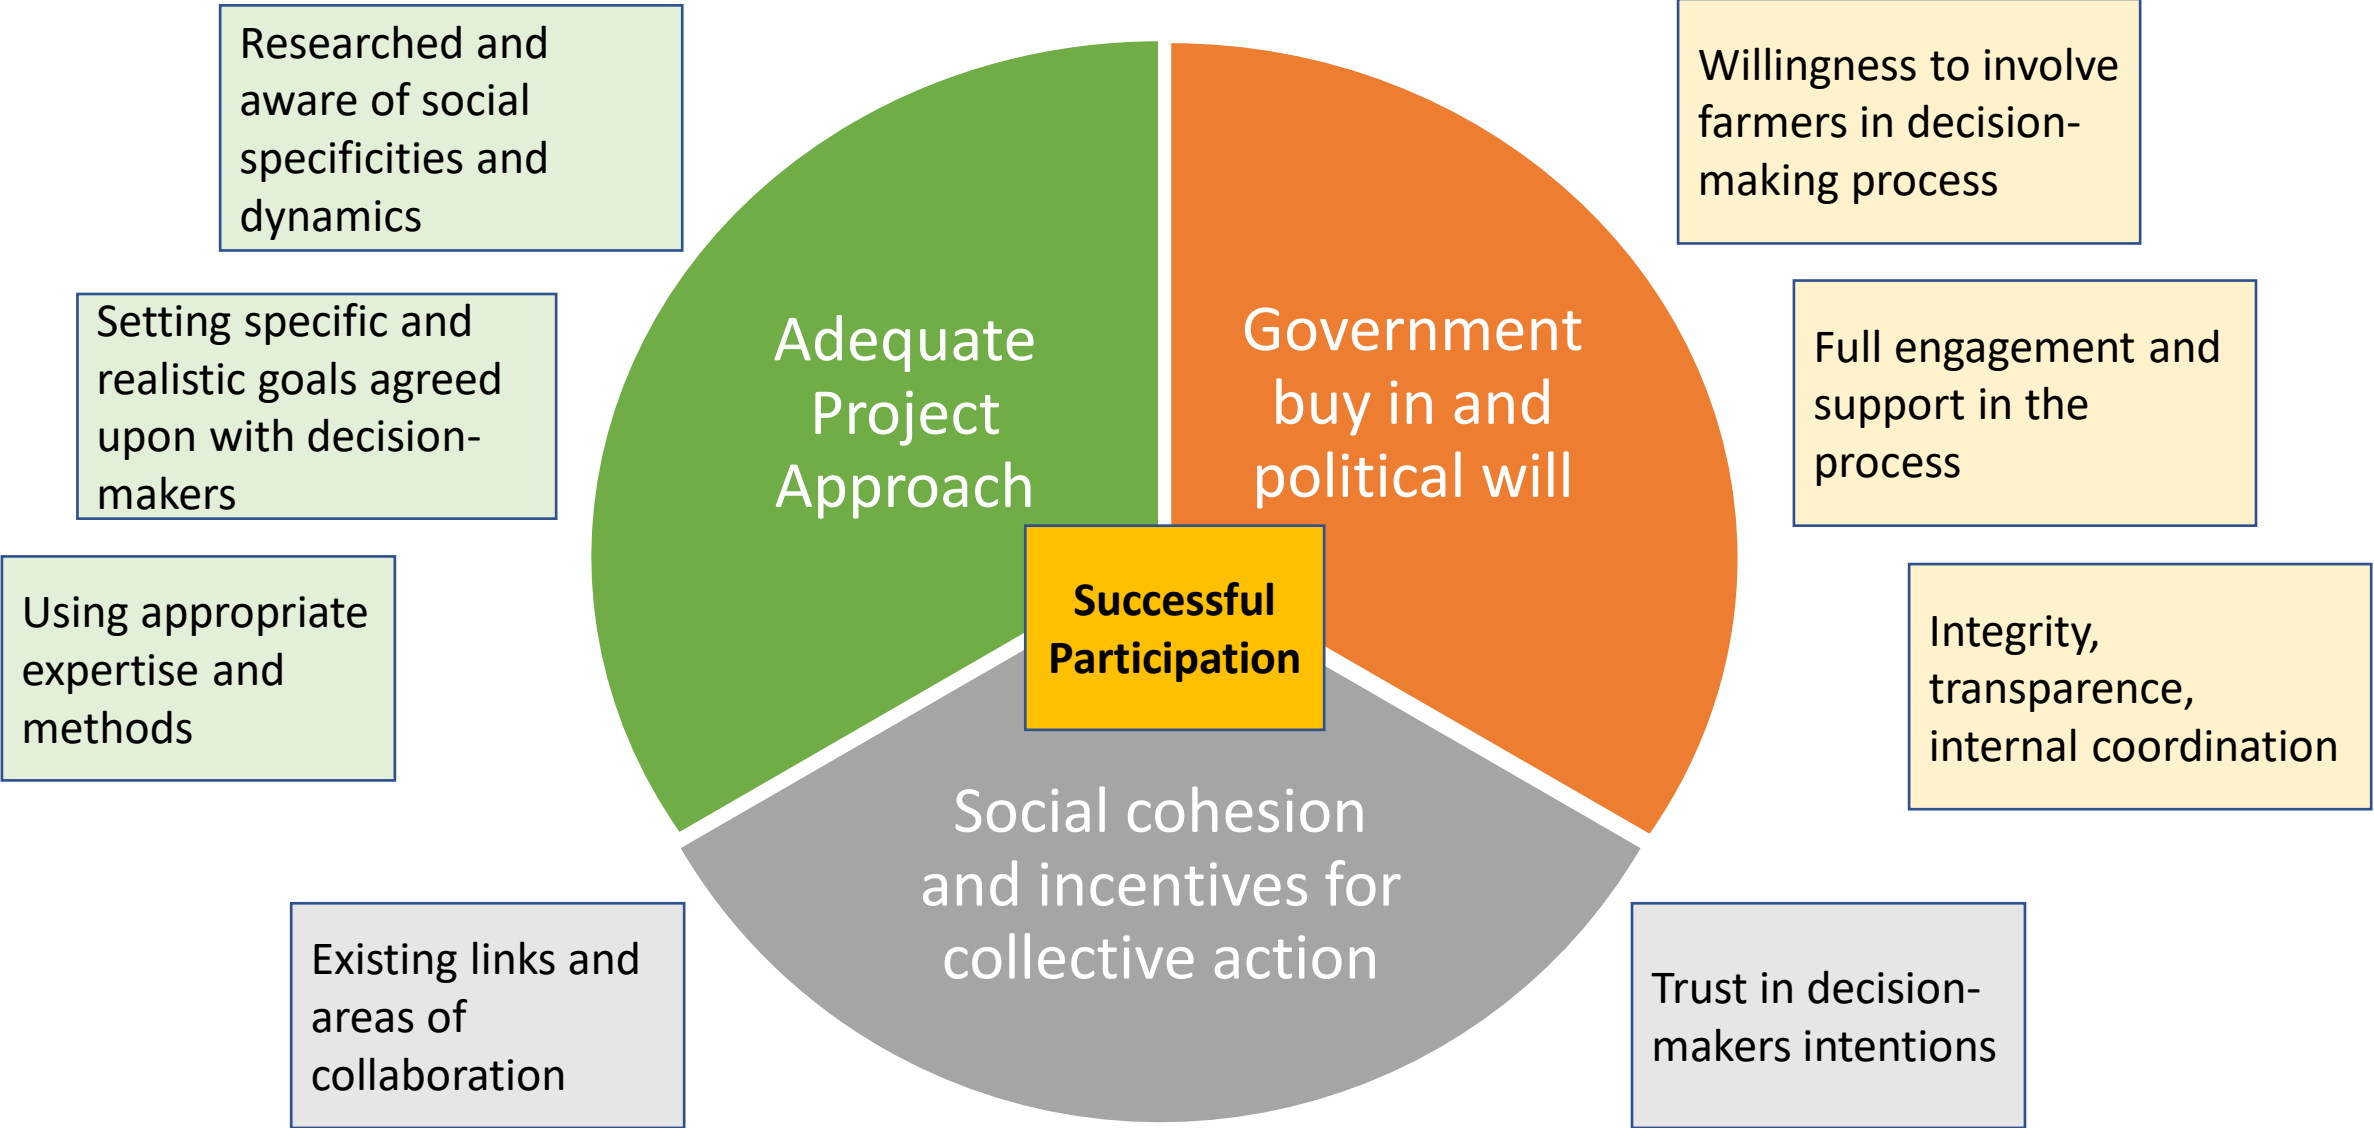 Researched and
aware of social
specificities and
dynamics
Setting specific and
realistic goals agreed
upon with decision-
makers
Using appropriate
expertise and
methods
Existing links and
areas of
collaboration
Adequate
Project
Approach
Government
buy in and
political will
Successful
Participation
Social cohesion
and incentives for
collective action
Willingness to involve
farmers in decision-
making process
Full engagement and
support in the
process
Integrity,
transparence,
internal coordination
Trust in decision-
makers intentions